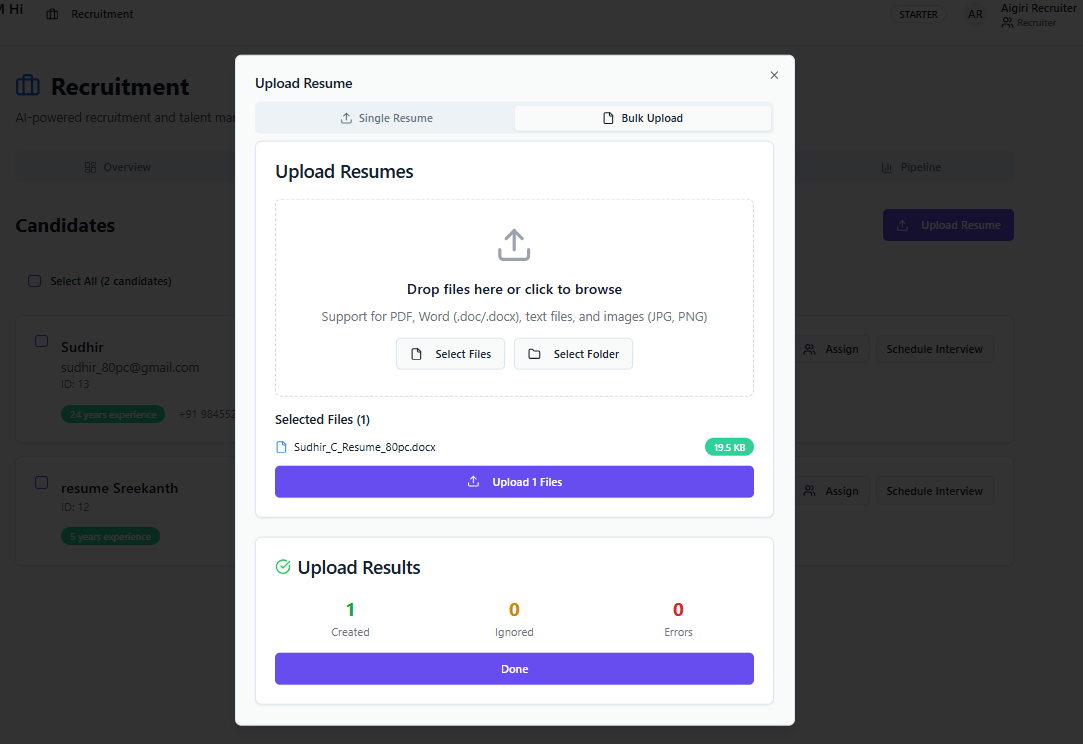 M Hi
Recruitment
STARTER
AR
Aigiri Recruiter
Recruiter
Recruitment
AI-powered recruitment and talent
Overview
Pipeline
Candidates
Upload Resume
Select All (2 candidates)
Sudhir
sudhir_80pc@gmail.com
ID: 13
24 years experience
+91 984552
Assign
Schedule Interview
resume Sreekanth
ID: 12
5 years experience
Assign
Schedule Interview
Upload Resume
Single Resume
Bulk Upload
Upload Resumes
Drop files here or click to browse
Support for PDF, Word (.doc/.docx), text files, and images (JPG, PNG)
Select Files
Select Folder
Selected Files (1)
Sudhir_C_Resume_80pc.docx
19.5 KB
Upload 1 Files
Upload Results
1
0
0
Created
Ignored
Errors
Done